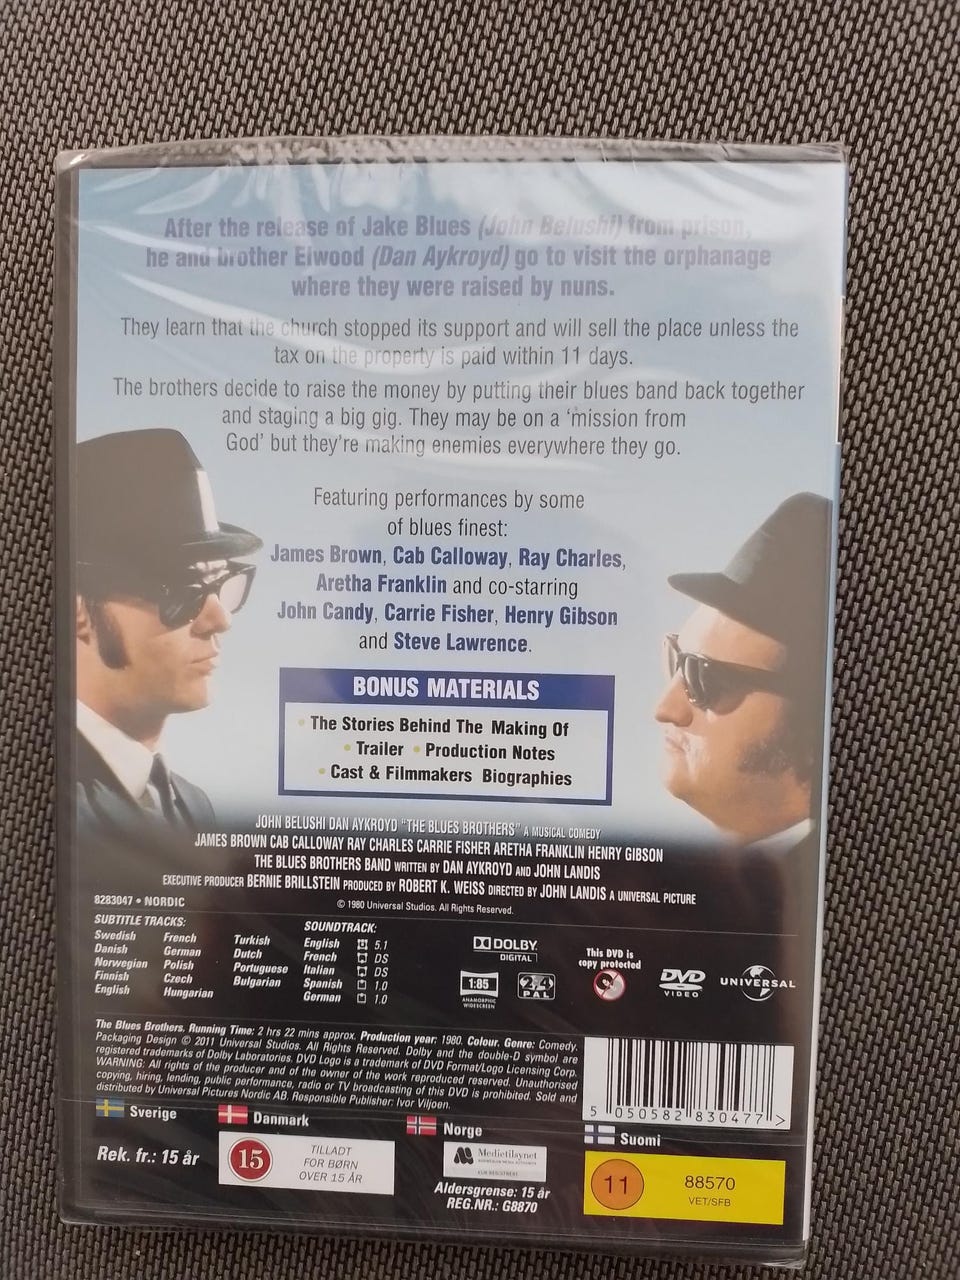 After the release of Jake Blues (John Belushi) from prison,
he and brother Elwood (Dan Aykroyd) go to visit the orphanage
where they were raised by nuns.
They learn that the church stopped its support and will sell the place unless the
tax on the property is paid within 11 days.
The brothers decide to raise the money by putting their blues band back together
and staging a big gig. They may be on a 'mission from
God' but they're making enemies everywhere they go.
Featuring performances by some
of blues finest:
James Brown, Cab Calloway, Ray Charles,
Aretha Franklin and co-starring
John Candy, Carrie Fisher, Henry Gibson
and Steve Lawrence.
BONUS MATERIALS
• The Stories Behind The Making Of
• Trailer • Production Notes
• Cast & Filmmakers Biographies
JOHN BELUSHI DAN AYKROYD "THE BLUES BROTHERS" A MUSICAL COMEDY
JAMES BROWN CAB CALLOWAY RAY CHARLES CARRIE FISHER ARETHA FRANKLIN HENRY GIBSON
THE BLUES BROTHERS BAND WRITTEN BY DAN AYKROYD AND JOHN LANDIS
EXECUTIVE PRODUCER BERNIE BRILLSTEIN PRODUCED BY ROBERT K. WEISS DIRECTED BY JOHN LANDIS A UNIVERSAL PICTURE
© 1980 Universal Studios. All Rights Reserved.
8283047 • NORDIC
SUBTITLE TRACKS:
Swedish French Turkish
Danish German Dutch
Norwegian Polish Portuguese
Finnish Czech Bulgarian
English Hungarian
SOUNDTRACK:
English 5.1
French DS
Italian DS
Spanish 1.0
German 1.0
DOLBY
DIGITAL
1:85
ANAMORPHIC
WIDESCREEN
2,4
PAL
This DVD is
copy protected
DVD
VIDEO
UNIVERSAL
The Blues Brothers. Running Time: 2 hrs 22 mins approx. Production year: 1980. Colour. Genre: Comedy.
Packaging Design © 2011 Universal Studios. All Rights Reserved. Dolby and the double-D symbol are
registered trademarks of Dolby Laboratories. DVD Logo is a trademark of DVD Format/Logo Licensing Corp.
WARNING: All rights of the producer and of the owner of the work reproduced reserved. Unauthorised
copying, hiring, lending, public performance, radio or TV broadcasting of this DVD is prohibited. Sold and
distributed by Universal Pictures Nordic AB. Responsible Publisher: Ivor Viljoen.
5 050582 830477 >
Sverige
Rek. fr.: 15 år
Danmark
15
TILLADT
FOR BØRN
OVER 15 ÅR
Norge
Medietilsynet
NORWEGIAN MEDIA AUTHORITY
KUN REGISTRERT
Aldersgrense: 15 år
REG.NR.: G8870
Suomi
11
88570
VET/SFB